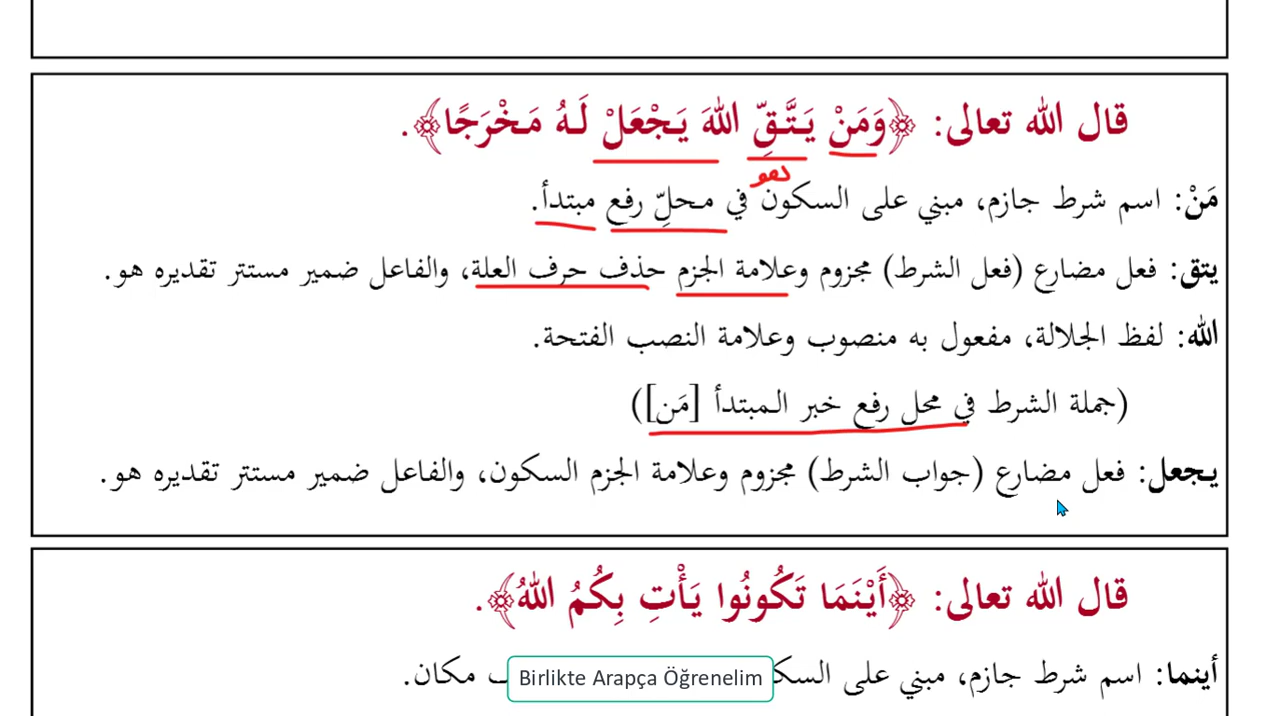 قال الله تعالى: ﴿وَمَنْ يَتَّقِ اللهَ يَجْعَلْ لَهُ مَخْرَجًا﴾.
هو
مَنْ: اسم شرط جازم، مبني على السكون في محلِّ رفع مبتدأ.
يتق: فعل مضارع (فعل الشرط) مجزوم وعلامة الجزم حذف حرف العلة، والفاعل ضمير مستتر تقديره هو.
الله: لفظ الجلالة، مفعول به منصوب وعلامة النصب الفتحة.
(جملة الشرط في محل رفع خبر المبتدأ [مَن])
يجعل: فعل مضارع (جواب الشرط) مجزوم وعلامة الجزم السكون، والفاعل ضمير مستتر تقديره هو.
قال الله تعالى: ﴿أَيْنَمَا تَكُونُوا يَأْتِ بِكُمُ اللهُ﴾.
أينما: اسم شرط جازم، مبني على مكان.
Birlikte Arapça Öğrenelim